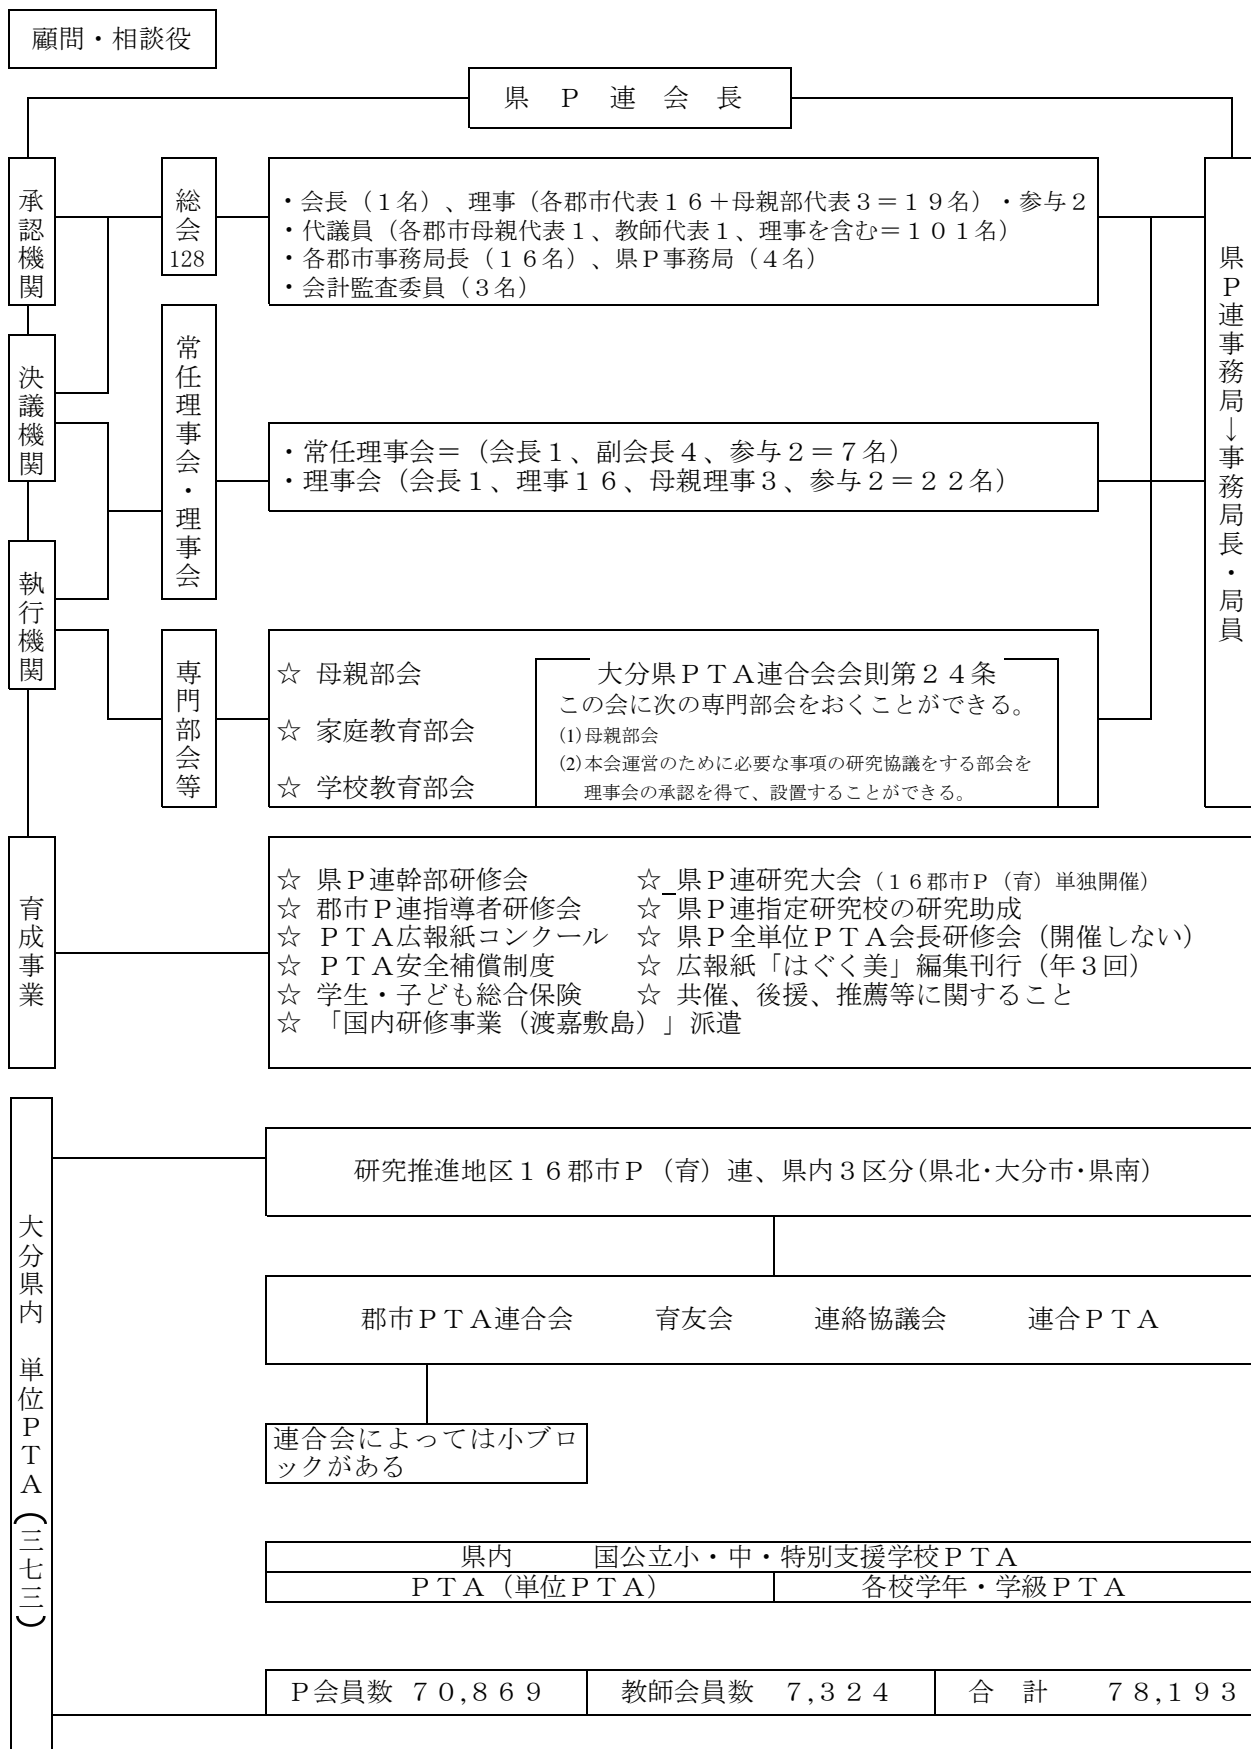 顧問・相談役
県　Ｐ　連　会　長
承認機関
総会128
・会長（１名）、理事（各郡市代表１６＋母親部代表３＝１９名）・参与２
・代議員（各郡市母親代表１、教師代表１、理事を含む＝１０１名）
・各郡市事務局長（１６名）、県Ｐ事務局（４名）
・会計監査委員（３名）
県Ｐ連事務局→事務局長・局員
決議機関
常任理事会・理事会
・常任理事会＝（会長１、副会長４、参与２＝７名）
・理事会（会長１、理事１６、母親理事３、参与２＝２２名）
執行機関
専門部会等
☆ 母親部会
☆ 家庭教育部会
☆ 学校教育部会
大分県ＰＴＡ連合会会則第２４条
この会に次の専門部会をおくことができる。
(1)母親部会
(2)本会運営のために必要な事項の研究協議をする部会を
理事会の承認を得て、設置することができる。
育成事業
☆ 県Ｐ連幹部研修会　☆ 県Ｐ連研究大会（１６郡市Ｐ（育）単独開催）
☆ 郡市Ｐ連指導者研修会　☆ 県Ｐ連指定研究校の研究助成
☆ ＰＴＡ広報紙コンクール　☆ 県Ｐ全単位ＰＴＡ会長研修会（開催しない）
☆ ＰＴＡ安全補償制度　☆ 広報紙「はぐく美」編集刊行（年３回）
☆ 学生・子ども総合保険　☆ 共催、後援、推薦等に関すること
☆ 「国内研修事業（渡嘉敷島）」派遣
大分県内　単位ＰＴＡ(三七三)
研究推進地区１６郡市Ｐ（育）連、県内３区分(県北･大分市･県南)
郡市ＰＴＡ連合会　育友会　連絡協議会　連合ＰＴＡ
連合会によっては小ブロ
ックがある
県内　国公立小・中・特別支援学校ＰＴＡ
ＰＴＡ（単位ＰＴＡ）　各校学年・学級ＰＴＡ
Ｐ会員数 ７０,８６９　教師会員数 ７,３２４　合　計　７８,１９３